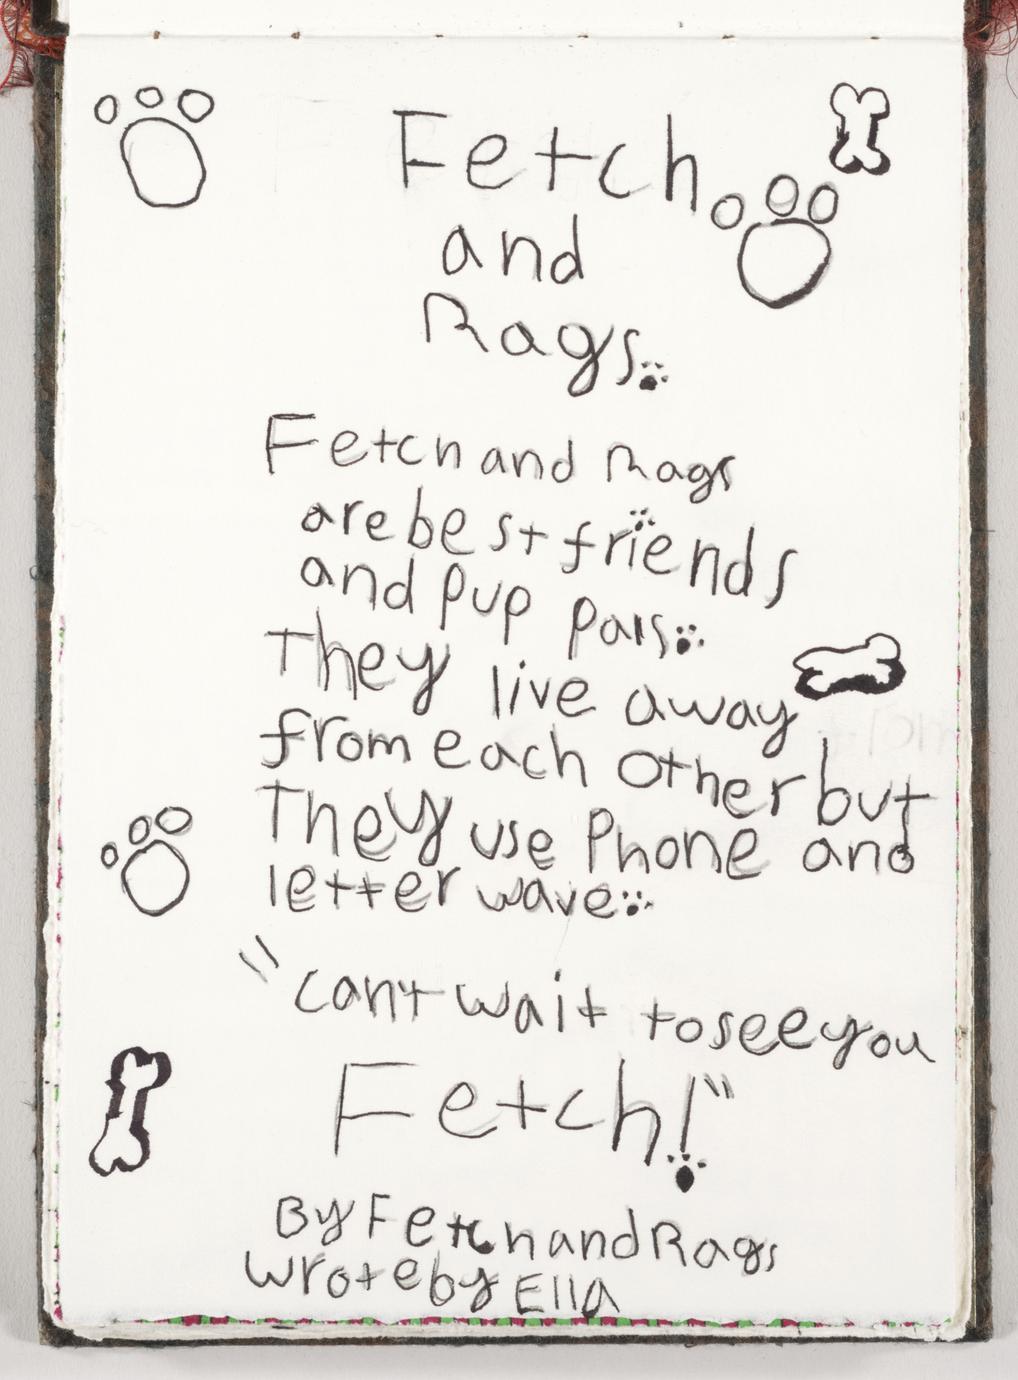 Fetch
and
Rags
Fetch and Rags
are best friends
and pup pals
They live away
from each other but
They use Phone and
letter wave
"can't wait to see you
Fetch!"
By Fetch and Rags
wrote by Ella